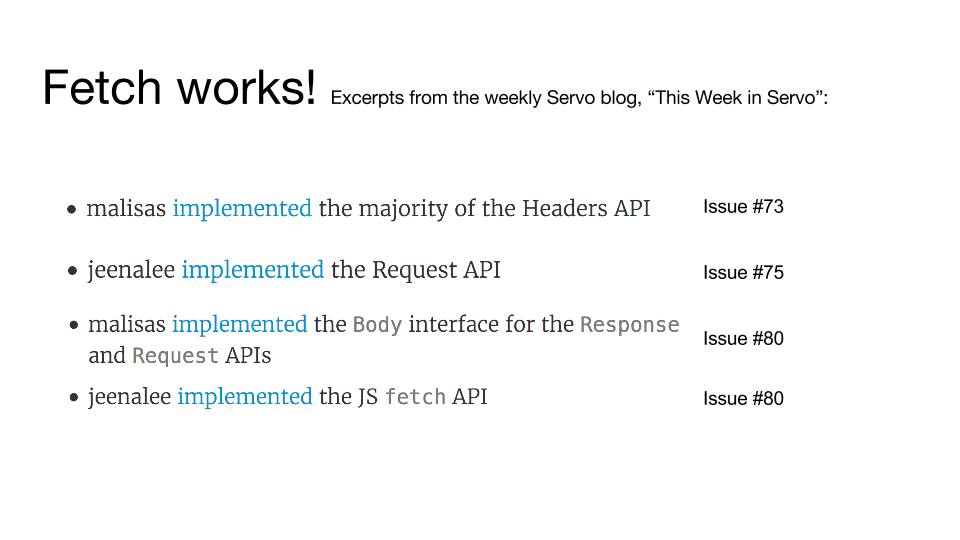 Fetch works! Excerpts from the weekly Servo blog, “This Week in Servo”:
• malisas implemented the majority of the Headers API Issue #73
• jeenalee implemented the Request API Issue #75
• malisas implemented the Body interface for the Response
and Request APIs Issue #80
• jeenalee implemented the JS fetch API Issue #80